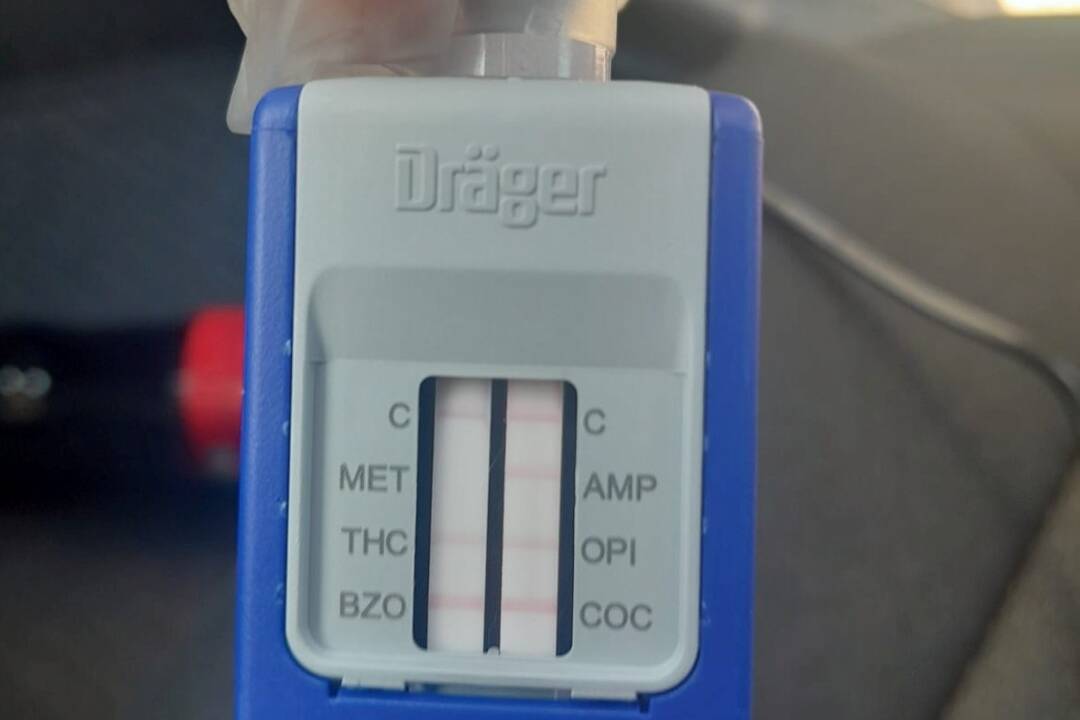 Dräger
C C
MET AMP
THC OPI
BZO COC